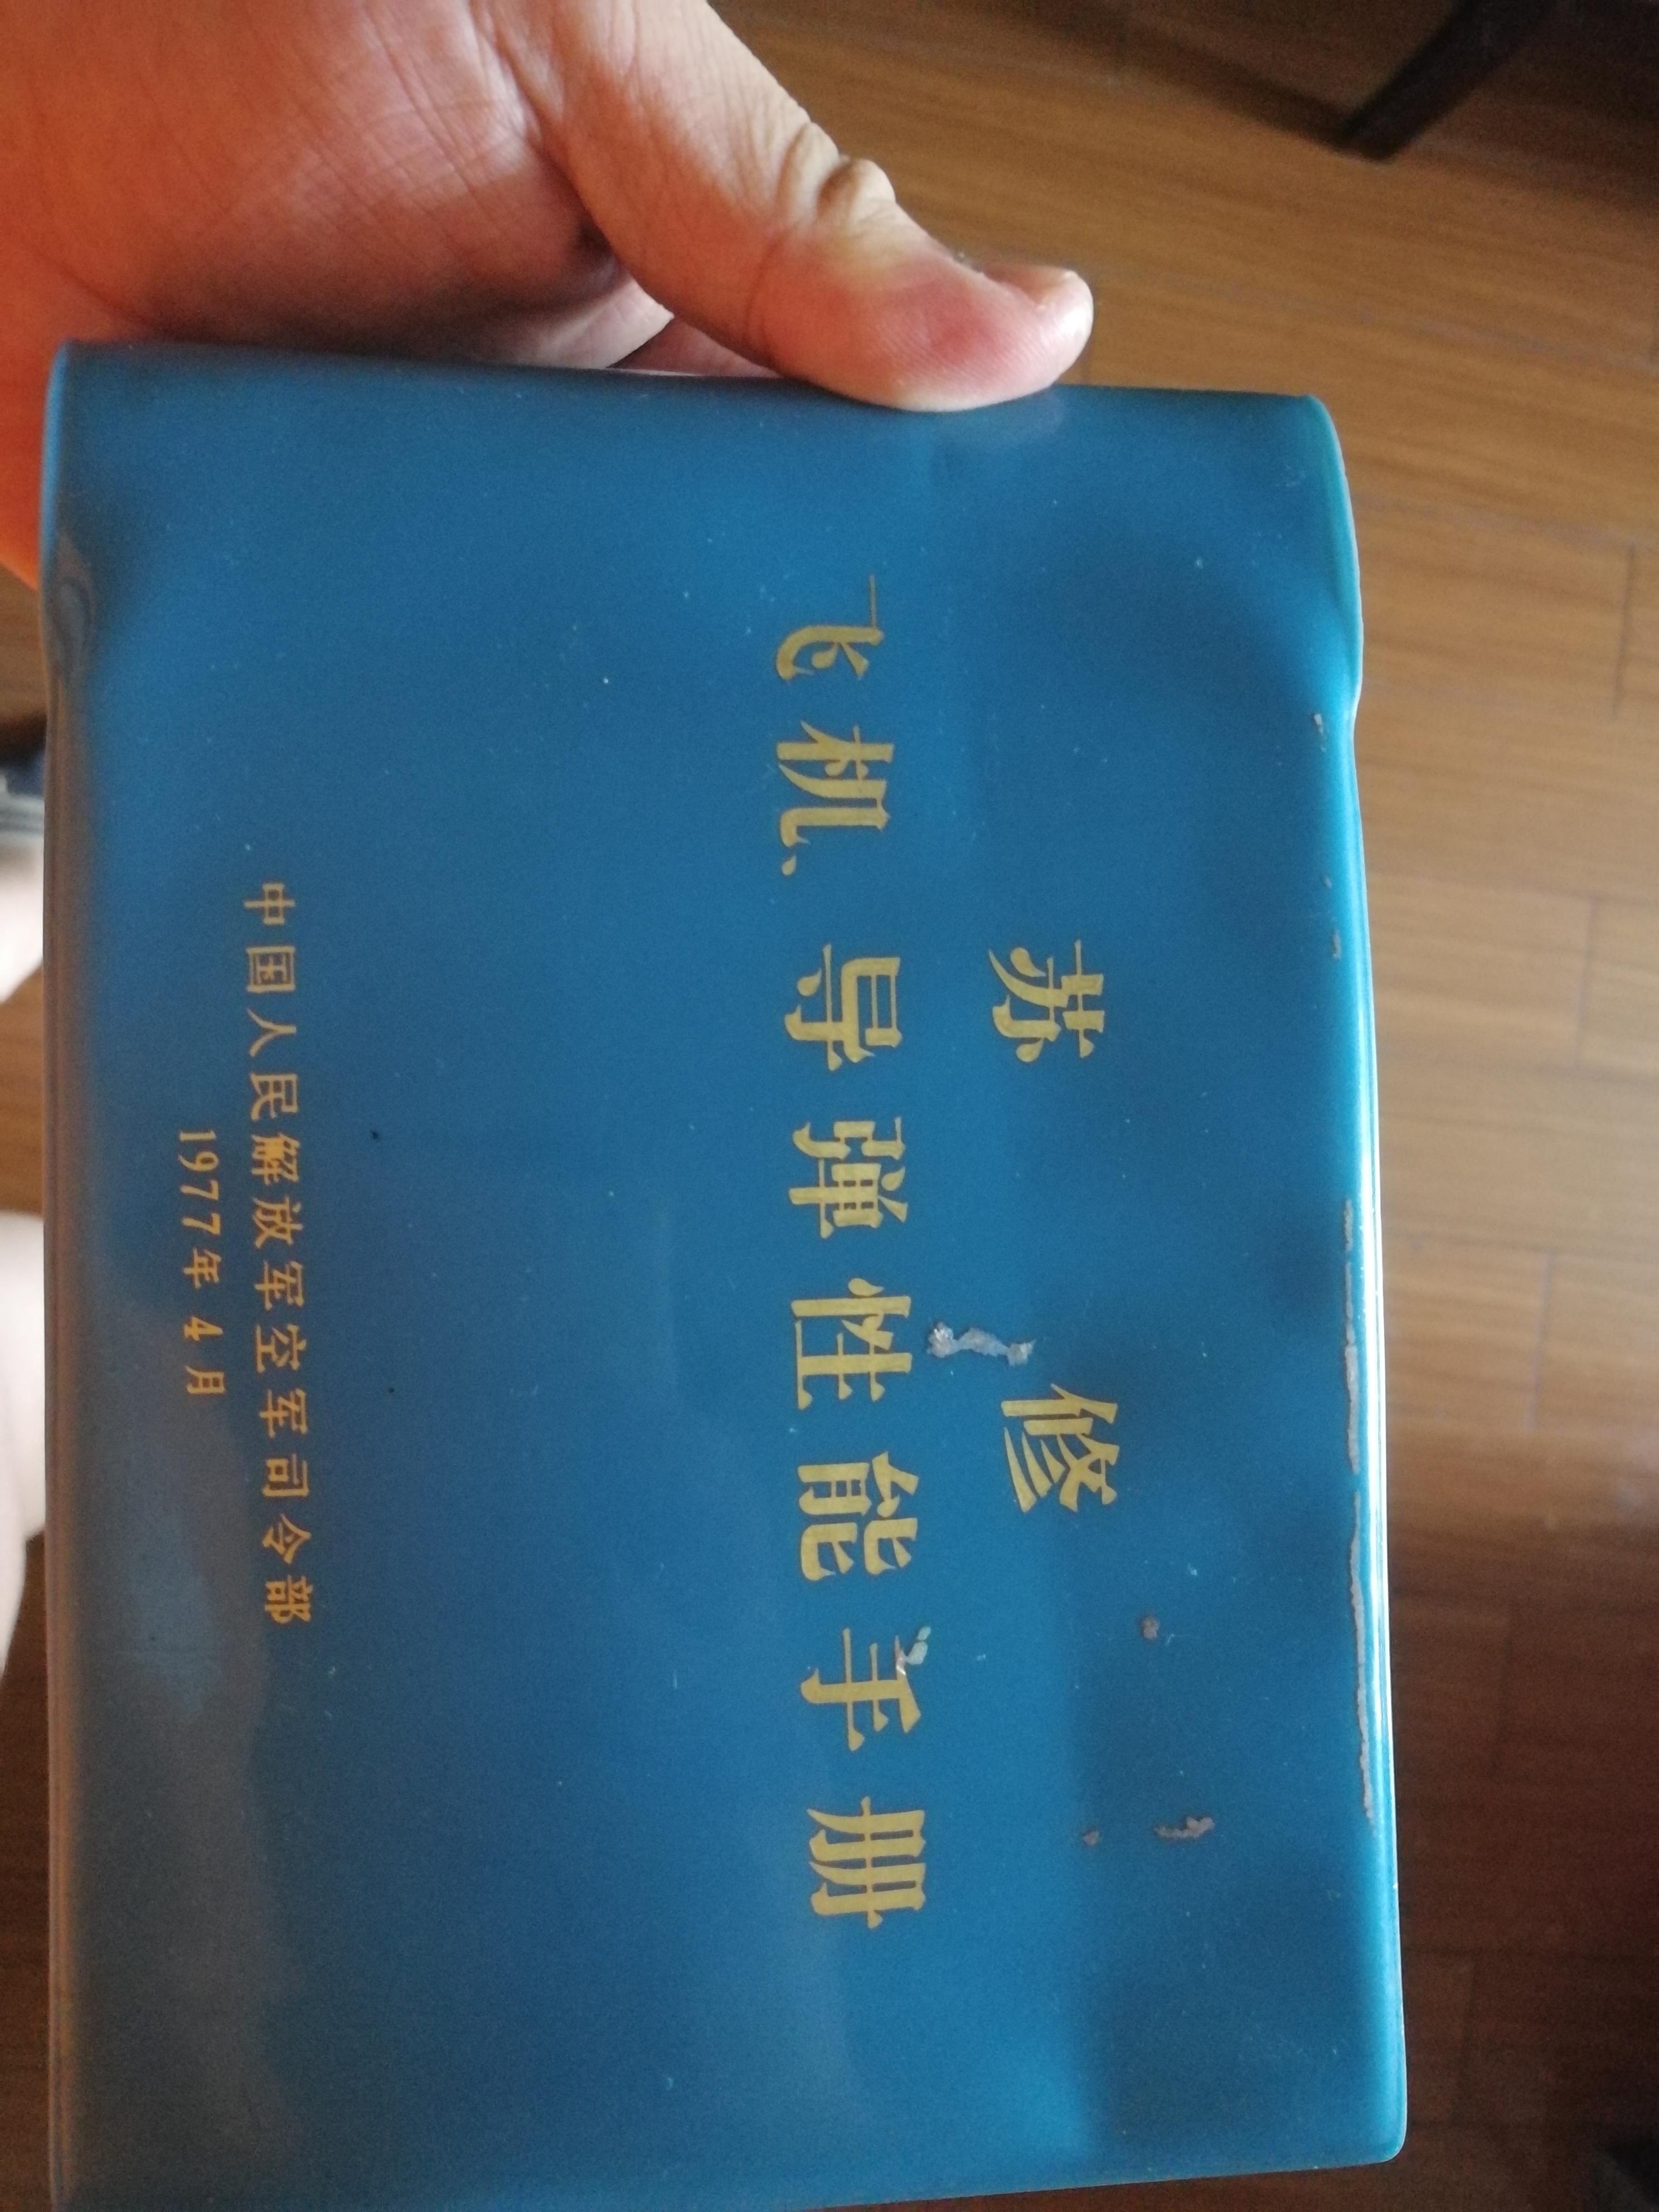 苏 修
飞机、导弹性能手册
中国人民解放军空军司令部
1977年4月